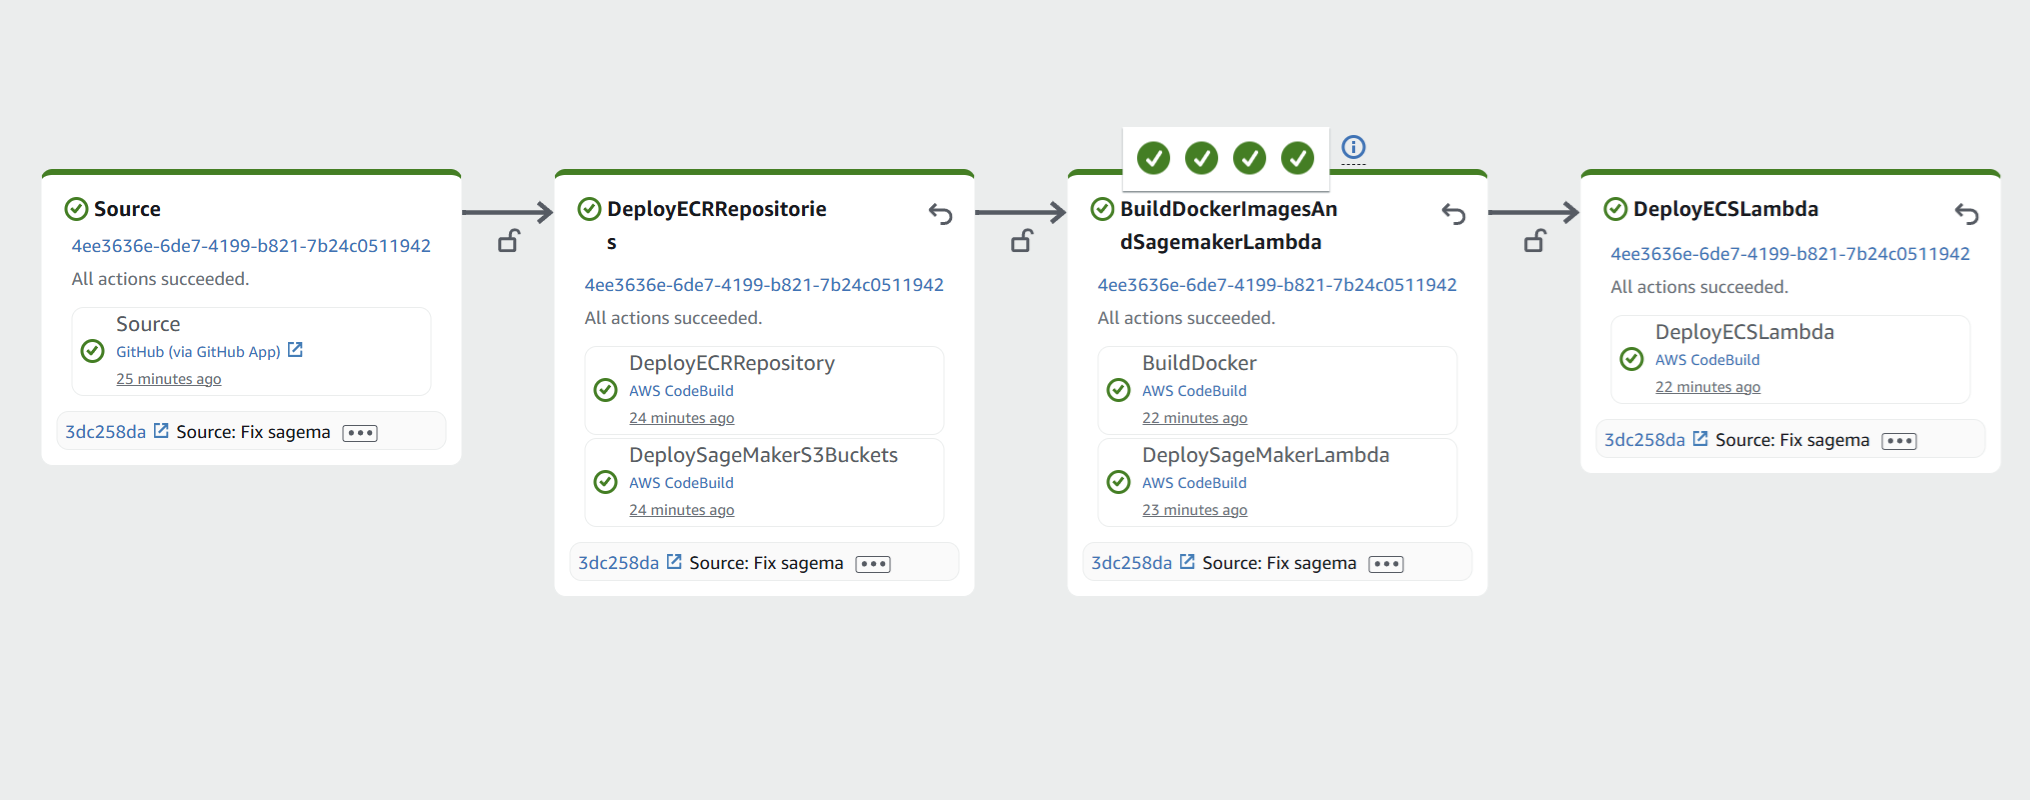 Source
4ee3636e-6de7-4199-b821-7b24c0511942
All actions succeeded.
Source
GitHub (via GitHub App)
25 minutes ago
3dc258da Source: Fix sagema
DeployECRRepositorie
s
4ee3636e-6de7-4199-b821-7b24c0511942
All actions succeeded.
DeployECRRepository
AWS CodeBuild
24 minutes ago
DeploySageMakerS3Buckets
AWS CodeBuild
24 minutes ago
3dc258da Source: Fix sagema
BuildDockerImagesAn
dSagemakerLambda
4ee3636e-6de7-4199-b821-7b24c0511942
All actions succeeded.
BuildDocker
AWS CodeBuild
22 minutes ago
DeploySageMakerLambda
AWS CodeBuild
23 minutes ago
3dc258da Source: Fix sagema
DeployECSLambda
4ee3636e-6de7-4199-b821-7b24c0511942
All actions succeeded.
DeployECSLambda
AWS CodeBuild
22 minutes ago
3dc258da Source: Fix sagema